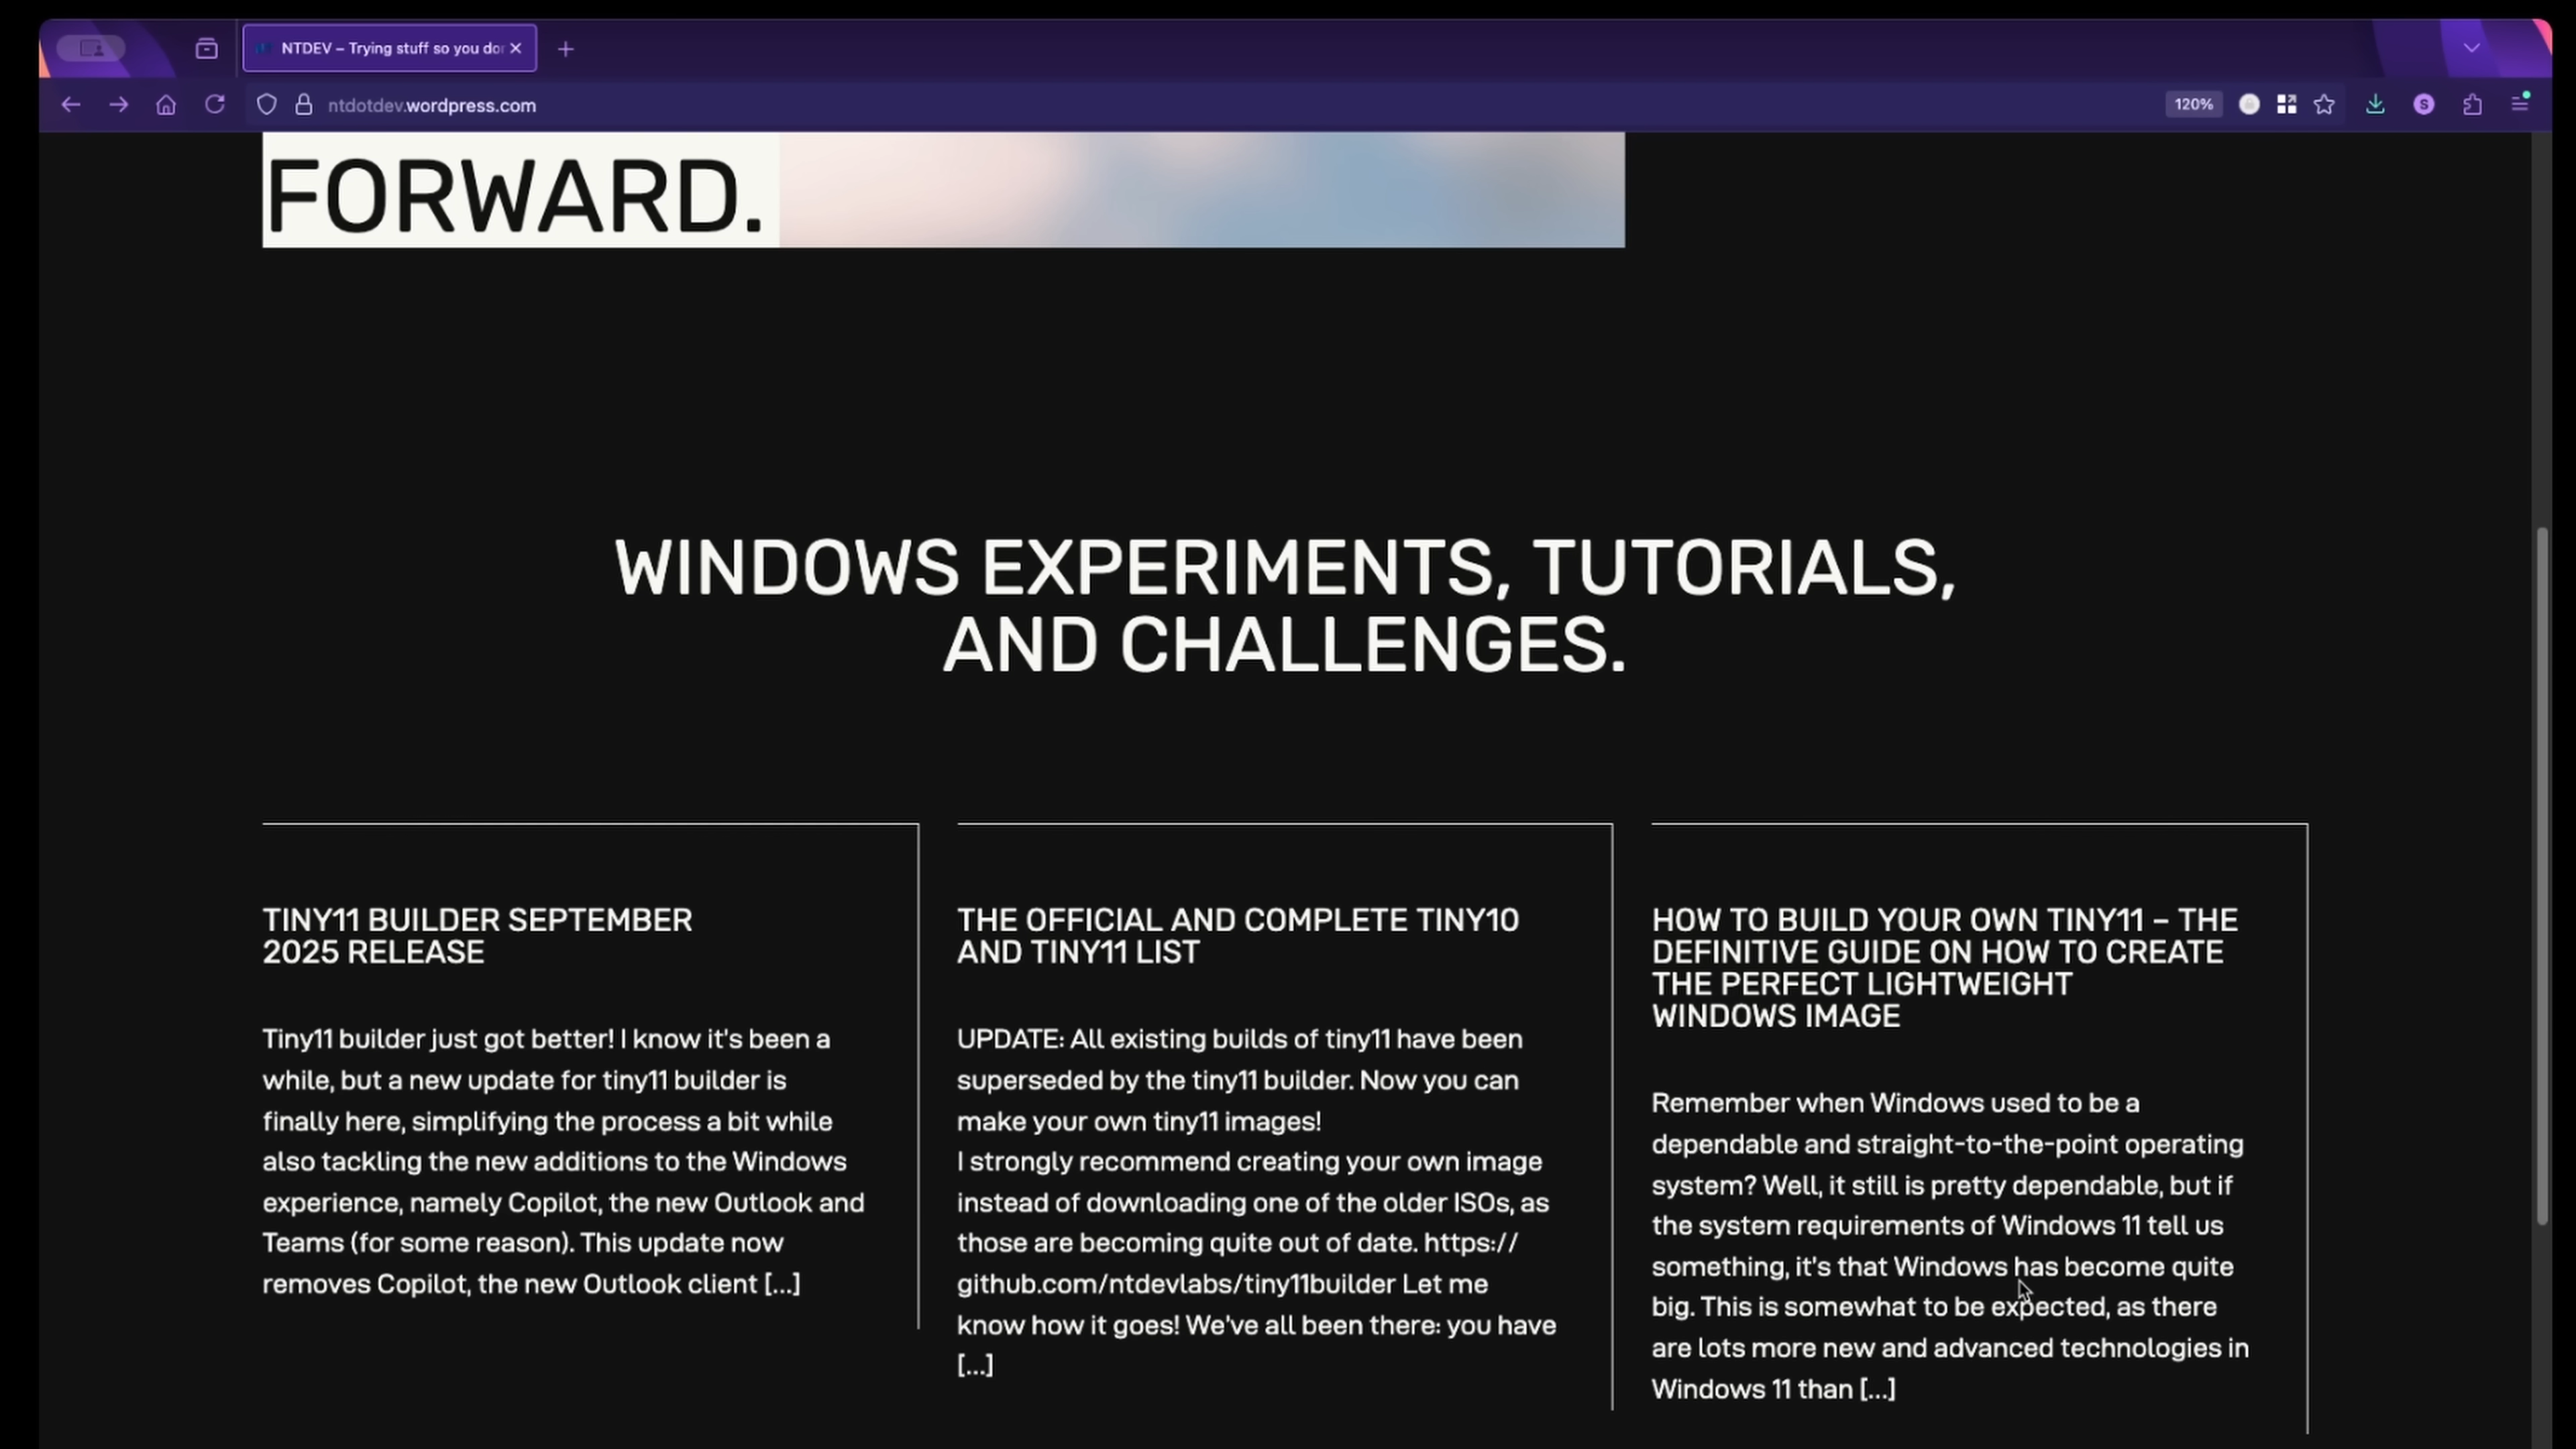 NTDEV – Trying stuff so you do
ntdotdev.wordpress.com
120%
S
FORWARD.
WINDOWS EXPERIMENTS, TUTORIALS,
AND CHALLENGES.
TINY11 BUILDER SEPTEMBER
2025 RELEASE
Tiny11 builder just got better! I know it's been a
while, but a new update for tiny11 builder is
finally here, simplifying the process a bit while
also tackling the new additions to the Windows
experience, namely Copilot, the new Outlook and
Teams (for some reason). This update now
removes Copilot, the new Outlook client [...]
THE OFFICIAL AND COMPLETE TINY10
AND TINY11 LIST
UPDATE: All existing builds of tiny11 have been
superseded by the tiny11 builder. Now you can
make your own tiny11 images!
I strongly recommend creating your own image
instead of downloading one of the older ISOs, as
those are becoming quite out of date. https://
github.com/ntdevlabs/tiny11builder Let me
know how it goes! We've all been there: you have
[...]
HOW TO BUILD YOUR OWN TINY11 – THE
DEFINITIVE GUIDE ON HOW TO CREATE
THE PERFECT LIGHTWEIGHT
WINDOWS IMAGE
Remember when Windows used to be a
dependable and straight-to-the-point operating
system? Well, it still is pretty dependable, but if
the system requirements of Windows 11 tell us
something, it's that Windows has become quite
big. This is somewhat to be expected, as there
are lots more new and advanced technologies in
Windows 11 than [...]